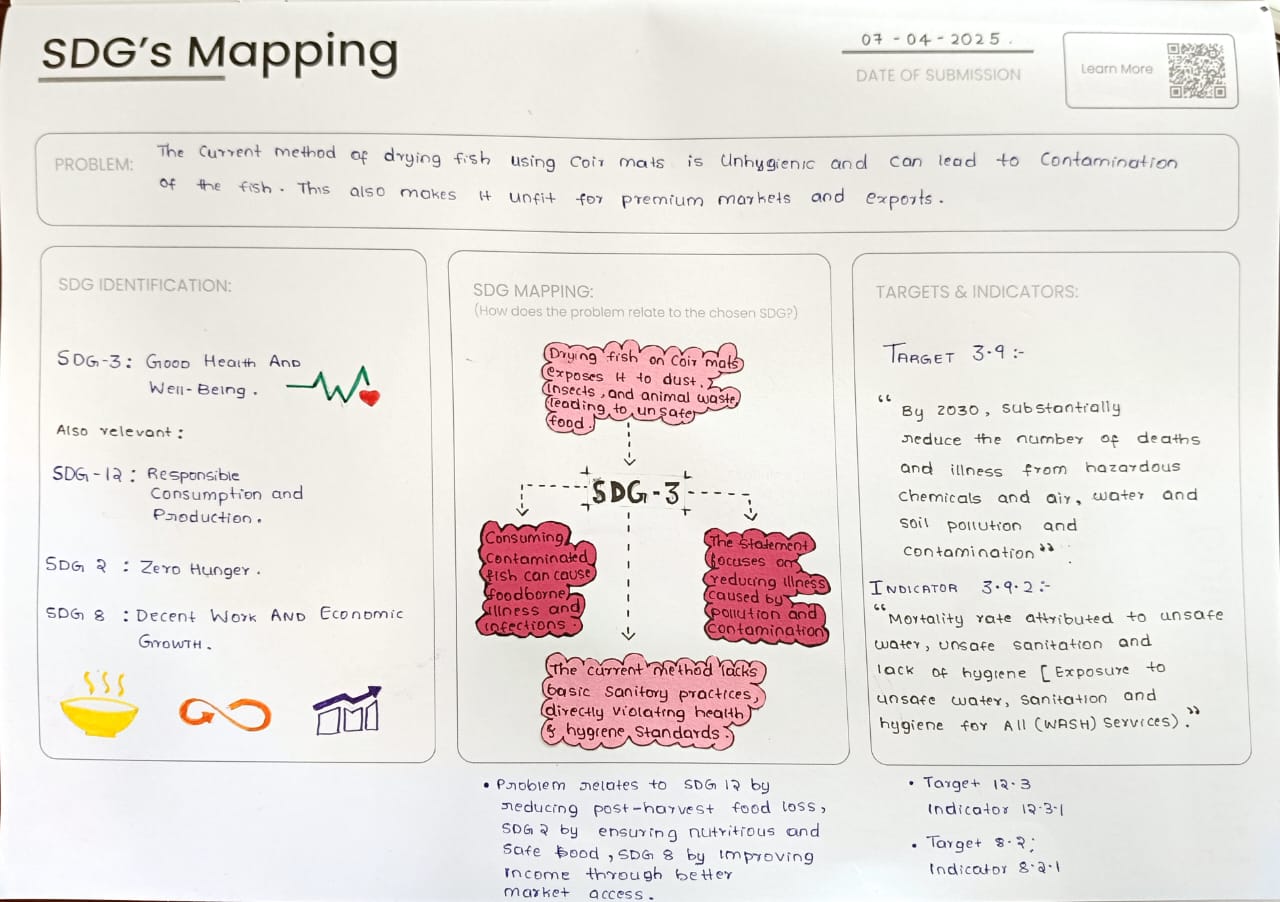 SDG's Mapping
07 - 04 - 2025 .
DATE OF SUBMISSION
Learn More
PROBLEM:
The Current method of drying fish using Coir mats is Unhygienic and can lead to Contamination
of the fish. This also makes it unfit for premium markets and exports.
SDG IDENTIFICATION:
SDG-3: Good Health And
Well-Being.
Also relevant:
SDG-12: Responsible
Consumption and
Production.
SDG 2 : Zero Hunger.
SDG 8 : Decent Work And Economic
Growth.
SDG MAPPING:
(How does the problem relate to the chosen SDG?)
Drying fish on Coir mats
exposes it to dust,
insects, and animal waste,
leading to unsafe
food.
SDG-3
Consuming
Contaminated
fish can cause
foodborne
illness and
infections.
The Statement
focuses on
reducing illness
caused by
pollution and
contamination
The current method lacks
basic Sanitory practices,
directly violating health
& hygiene standards.
• Problem relates to SDG 12 by
reducing post-harvest food loss,
SDG 2 by ensuring nutritious and
safe food, SDG 8 by improving
income through better
market access.
TARGETS & INDICATORS:
TARGET 3.9 :-
“ By 2030, substantially
reduce the number of deaths
and illness from hazardous
Chemicals and air, water and
soil pollution and
contamination ”
INDICATOR 3.9.2:-
“Mortality rate attributed to unsafe
water, unsafe sanitation and
lack of hygiene [Exposure to
unsafe water, sanitation and
hygiene for All (WASH) Services).”
• Target 12.3
Indicator 12.3.1
• Target 8.2;
Indicator 8.2.1